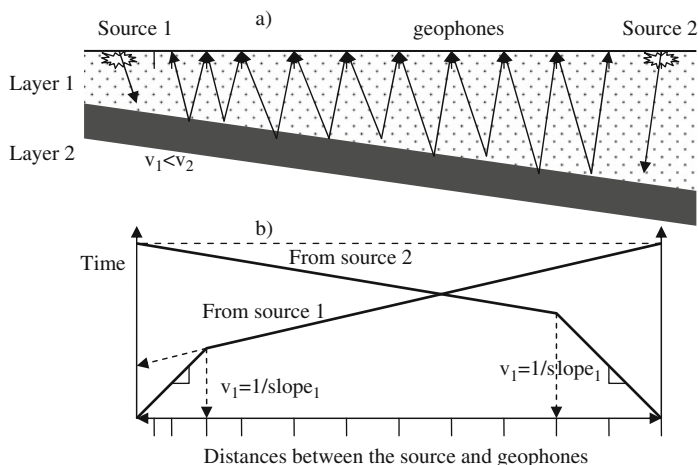 Source 1
a)
geophones
Source 2
Layer 1
Layer 2
v₁<v₂
b)
Time
From source 2
From source 1
v₁=1/slope₁
v₁=1/slope₁
Distances between the source and geophones